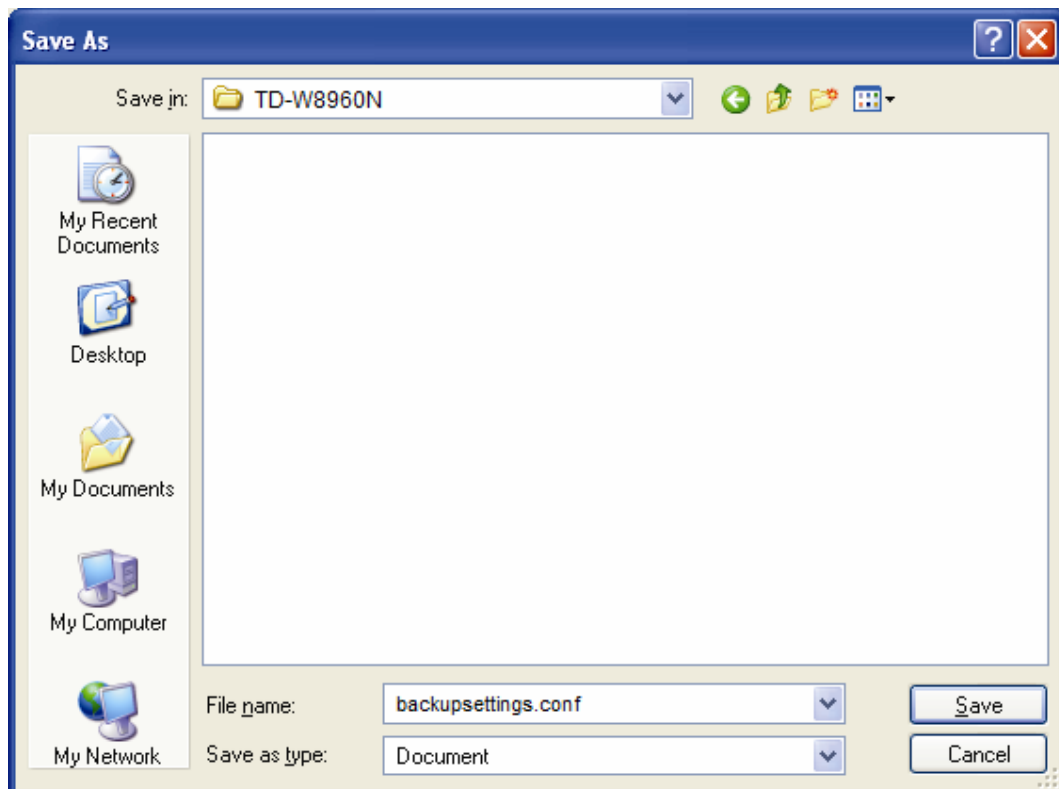 Save As
Save in: TD-W8960N
My Recent
Documents
Desktop
My Documents
My Computer
My Network
File name: backupsettings.conf
Save
Save as type: Document
Cancel